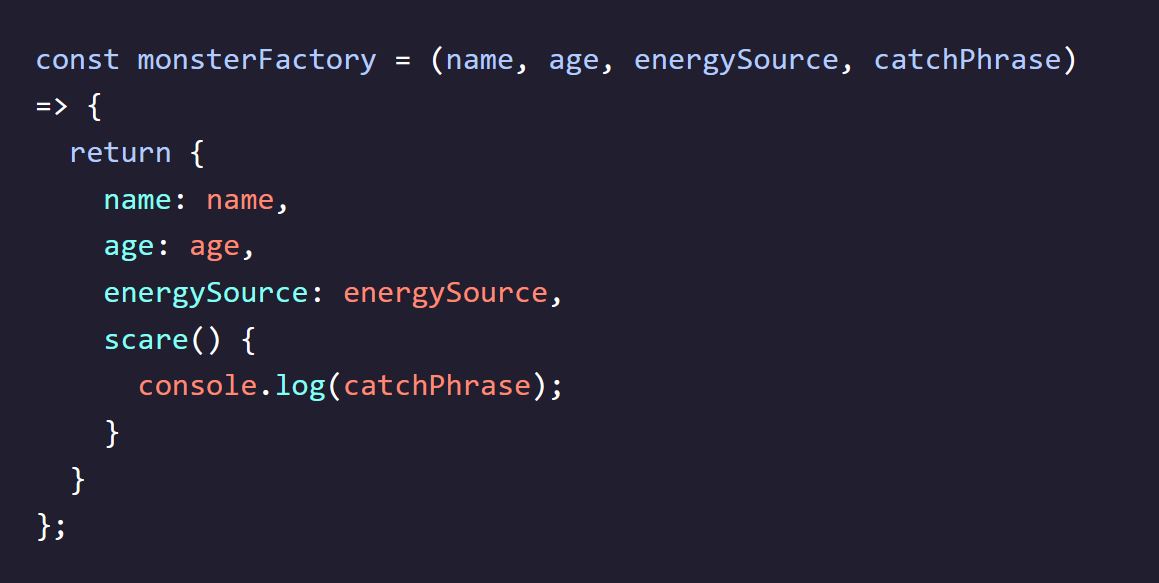 const monsterFactory = (name, age, energySource, catchPhrase)
=> {
  return {
    name: name,
    age: age,
    energySource: energySource,
    scare() {
      console.log(catchPhrase);
    }
  }
};